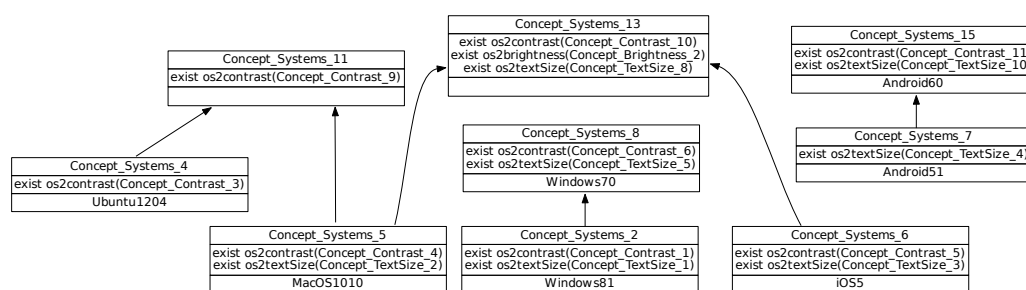 Concept_Systems_13
exist os2contrast(Concept_Contrast_10)
exist os2brightness(Concept_Brightness_2)
exist os2textSize(Concept_TextSize_8)
Concept_Systems_15
exist os2contrast(Concept_Contrast_11)
exist os2textSize(Concept_TextSize_10)
Android60
Concept_Systems_11
exist os2contrast(Concept_Contrast_9)
Concept_Systems_8
exist os2contrast(Concept_Contrast_6)
exist os2textSize(Concept_TextSize_5)
Windows70
Concept_Systems_7
exist os2textSize(Concept_TextSize_4)
Android51
Concept_Systems_4
exist os2contrast(Concept_Contrast_3)
Ubuntu1204
Concept_Systems_5
exist os2contrast(Concept_Contrast_4)
exist os2textSize(Concept_TextSize_2)
MacOS1010
Concept_Systems_2
exist os2contrast(Concept_Contrast_1)
exist os2textSize(Concept_TextSize_1)
Windows81
Concept_Systems_6
exist os2contrast(Concept_Contrast_5)
exist os2textSize(Concept_TextSize_3)
iOS5